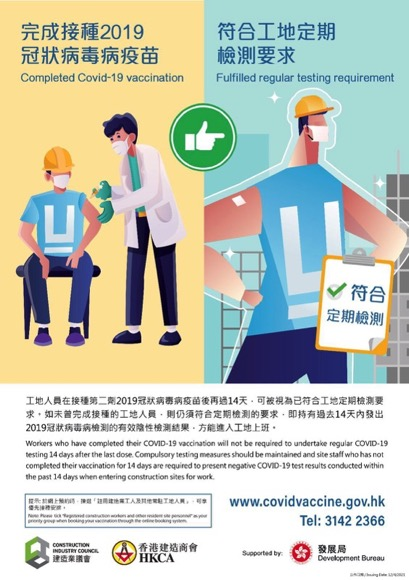 完成接種2019
冠狀病毒病疫苗
Completed Covid-19 vaccination
符合工地定期
檢測要求
Fulfilled regular testing requirement
符合
定期檢測
工地人員在接種第二劑2019冠狀病毒病疫苗後再過14天，可被視為已符合工地定期檢測要
求。如未曾完成接種的工地人員，則仍須符合定期檢測的要求，即持有過去14天內發出
2019冠狀病毒病檢測的有效陰性檢測結果，方能進入工地上班。
Workers who have completed their COVID-19 vaccination will not be required to undertake regular COVID-19
testing 14 days after the last dose. Compulsory testing measures should be maintained and site staff who has not
completed their vaccination for 14 days are required to present negative COVID-19 test results conducted within
the past 14 days when entering construction sites for work.
提示: 於網上預約時，揀選「註冊建造業工人及其他常駐工地人員」，可享
優先接種安排。
Note: Please tick "Registered construction workers and other resident site personnel" as your
priority group when booking your vaccination through the online booking system.
www.covidvaccine.gov.hk
Tel: 3142 2366
CONSTRUCTION
INDUSTRY COUNCIL
建造業議會
香港建造商會
HKCA
Supported by:
發展局
Development Bureau